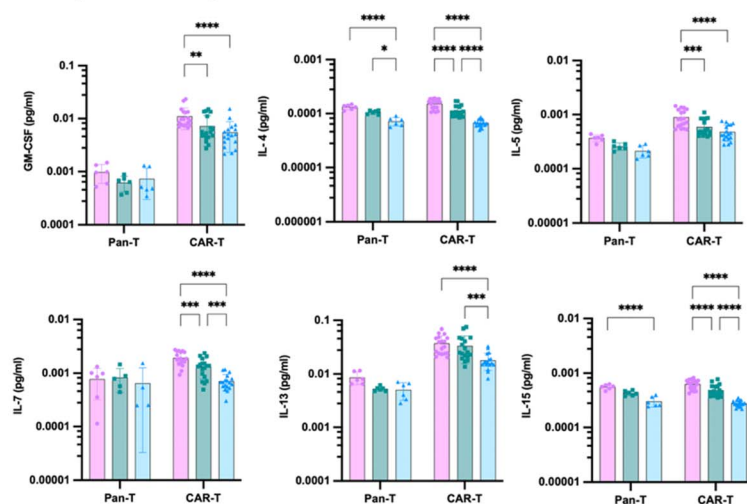 GM-CSF (pg/ml)
0.1
0.01
0.001
0.0001
** ****
Pan-T CAR-T
IL- 4 (pg/ml)
0.001
0.0001
0.00001
0.000001
**** ****
* **** ****
Pan-T CAR-T
IL-5 (pg/ml)
0.01
0.001
0.0001
0.00001
****
***
Pan-T CAR-T
IL-7 (pg/ml)
0.01
0.001
0.0001
0.00001
****
*** ***
Pan-T CAR-T
IL-13 (pg/ml)
0.1
0.01
0.001
0.0001
****
***
Pan-T CAR-T
IL-15 (pg/ml)
0.01
0.001
0.0001
0.00001
**** ****
**** ****
Pan-T CAR-T